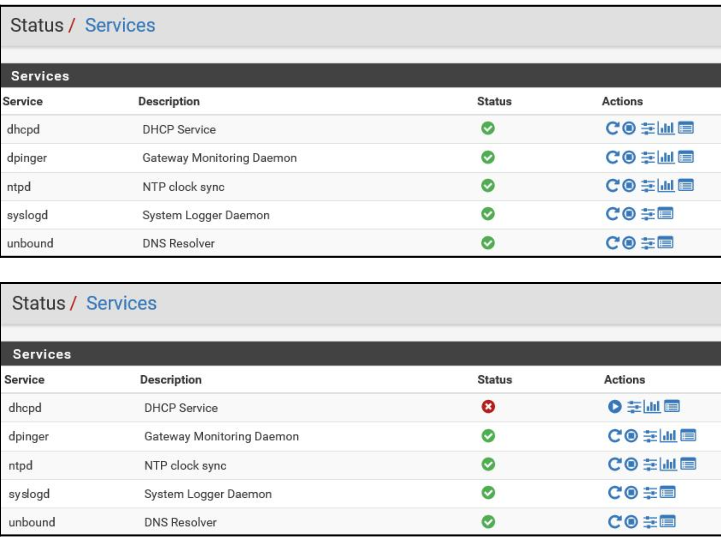 Status / Services
Services
Service Description Status Actions
dhcpd DHCP Service
dpinger Gateway Monitoring Daemon
ntpd NTP clock sync
syslogd System Logger Daemon
unbound DNS Resolver
Status / Services
Services
Service Description Status Actions
dhcpd DHCP Service
dpinger Gateway Monitoring Daemon
ntpd NTP clock sync
syslogd System Logger Daemon
unbound DNS Resolver